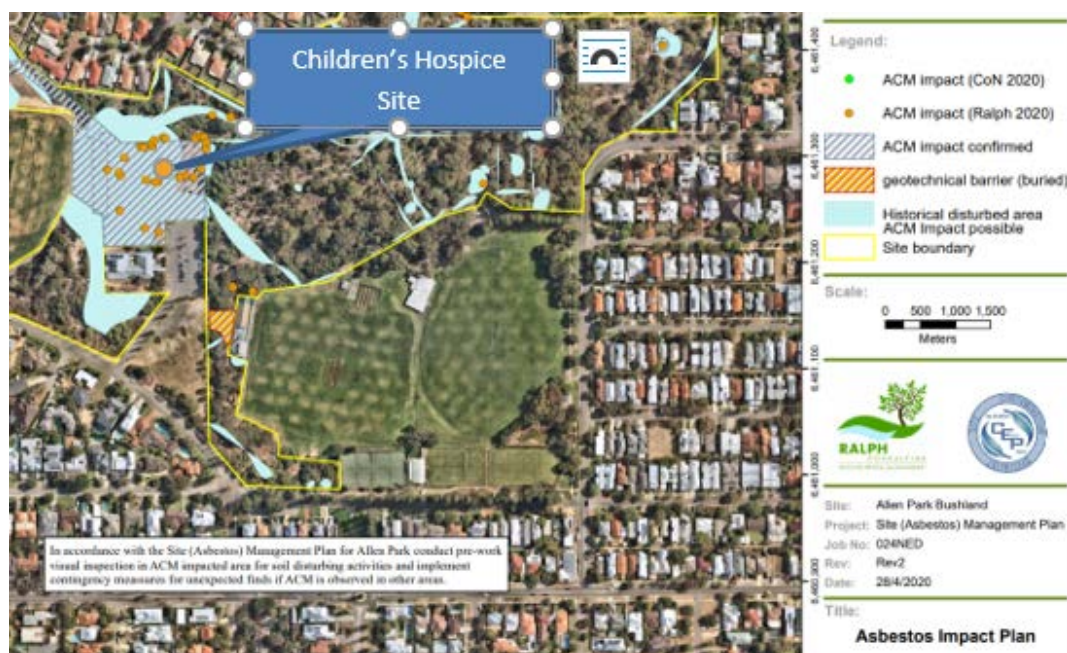 Children's Hospice
Site
In accordance with the Site (Asbestos) Management Plan for Allen Park conduct pre-work
visual inspection in ACM impacted area for soil disturbing activities and implement
contingency measures for unexpected finds if ACM is observed in other areas.
6,461,400
6,461,300
6,461,200
6,461,100
6,461,000
6,460,900
Legend:
ACM impact (CoN 2020)
ACM impact (Ralph 2020)
ACM impact confirmed
geotechnical barrier (buried)
Historical disturbed area
ACM Impact possible
Site boundary
Scale:
0 500 1,000 1,500
Meters
RALPH
CONSULTING
CEP
Site: Allen Park Bushland
Project: Site (Asbestos) Management Plan
Job No: 024NED
Rev: Rev2
Date: 28/4/2020
Title:
Asbestos Impact Plan